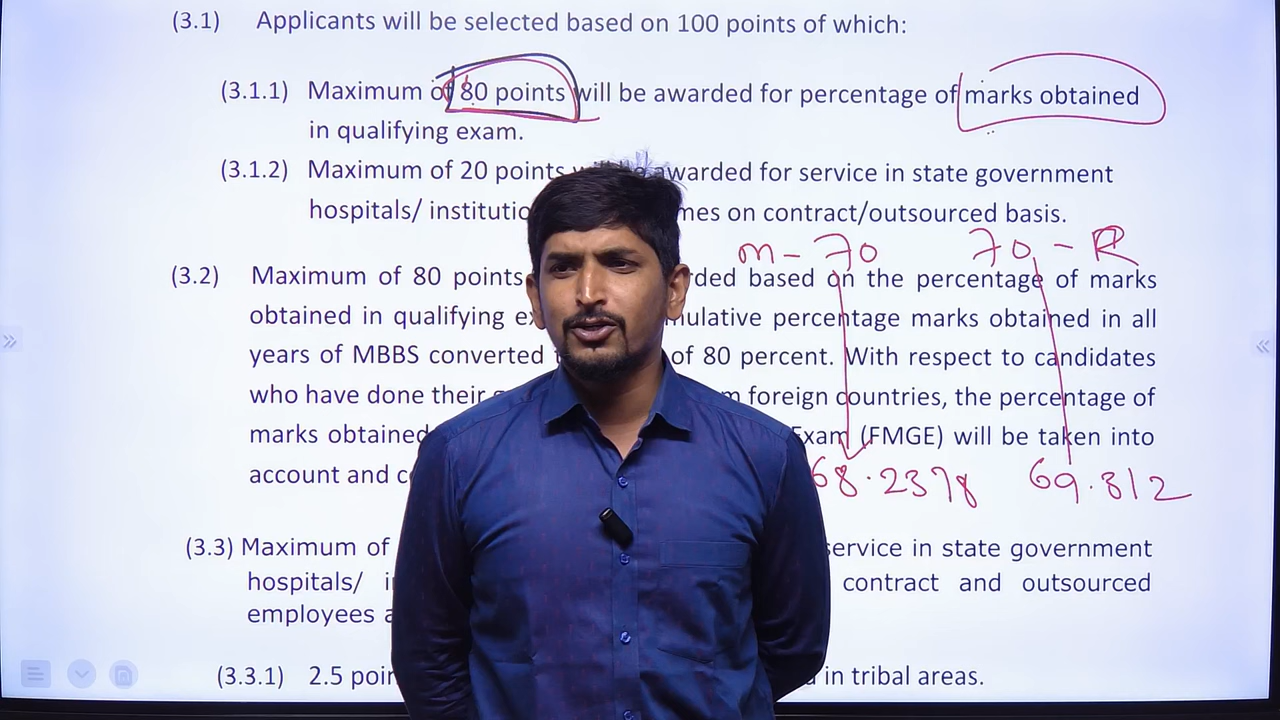 (3.1) Applicants will be selected based on 100 points of which:
(3.1.1) Maximum of 80 points will be awarded for percentage of marks obtained
in qualifying exam.
(3.1.2) Maximum of 20 points awarded for service in state government
hospitals/ on contract/outsourced basis.
m - 70 70 - R
(3.2) Maximum of 80 points based on the percentage of marks
obtained in qualifying percentage marks obtained in all
years of MBBS converted of 80 percent. With respect to candidates
who have done their foreign countries, the percentage of
marks obtained Exam (FMGE) will be taken into
account and
68.2378 69.812
(3.3) Maximum of service in state government
hospitals/ contract and outsourced
employees
(3.3.1) 2.5 in tribal areas.